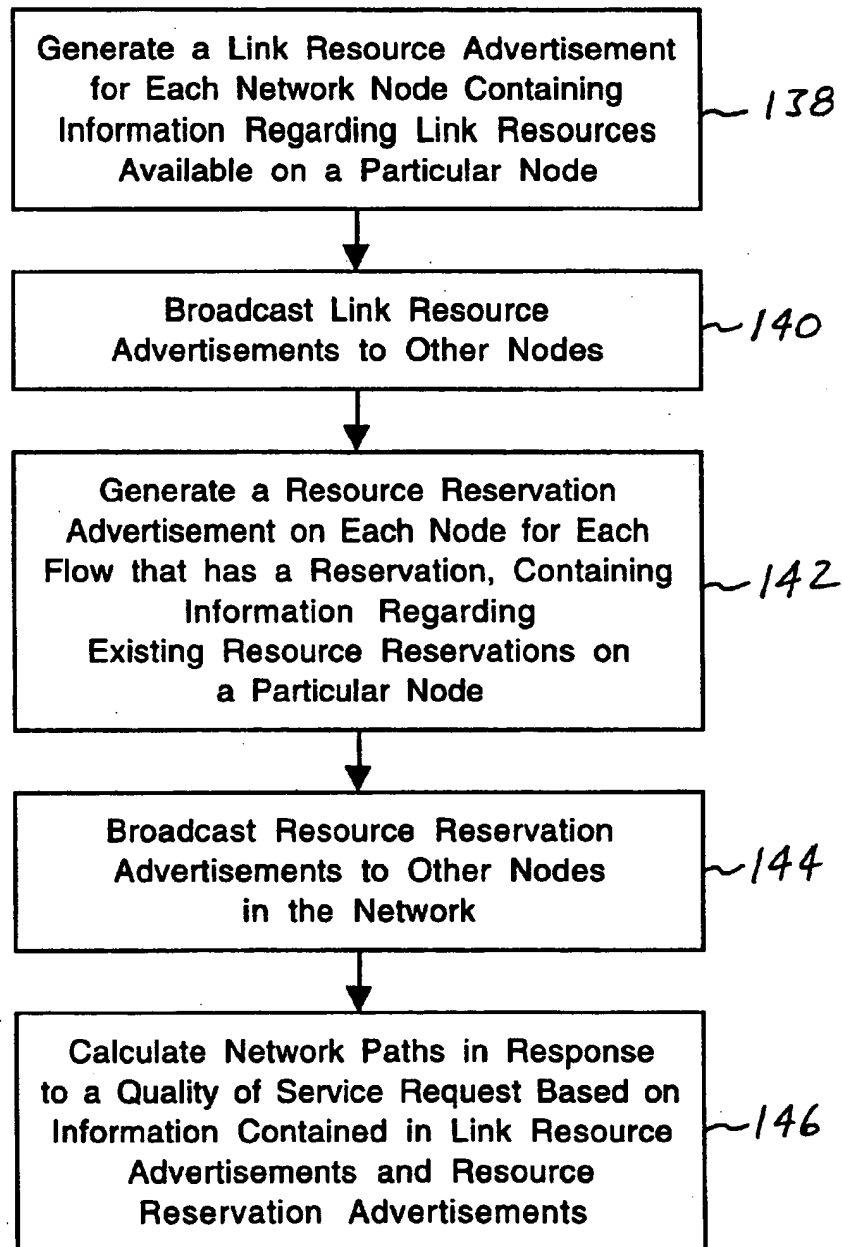 Generate a Link Resource Advertisement
for Each Network Node Containing
Information Regarding Link Resources
Available on a Particular Node
138
Broadcast Link Resource
Advertisements to Other Nodes
140
Generate a Resource Reservation
Advertisement on Each Node for Each
Flow that has a Reservation, Containing
Information Regarding
Existing Resource Reservations on
a Particular Node
142
Broadcast Resource Reservation
Advertisements to Other Nodes
in the Network
144
Calculate Network Paths in Response
to a Quality of Service Request Based on
Information Contained in Link Resource
Advertisements and Resource
Reservation Advertisements
146